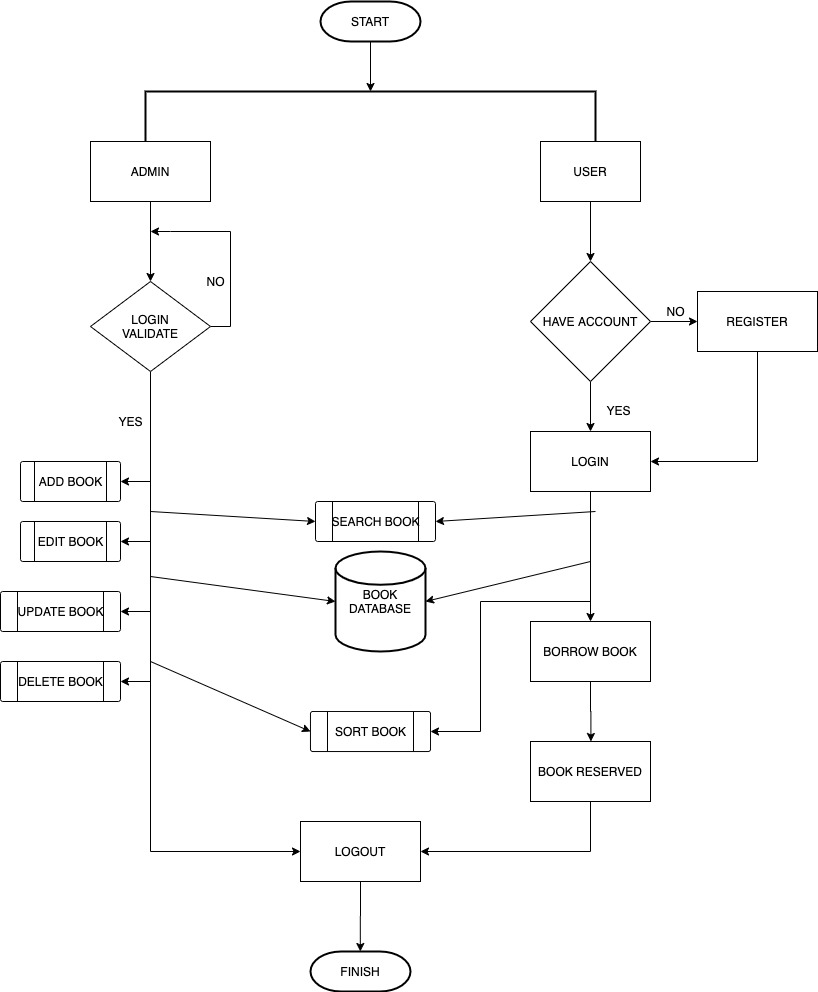 START
ADMIN
USER
NO
LOGIN
VALIDATE
HAVE ACCOUNT
NO
REGISTER
YES
YES
LOGIN
ADD BOOK
SEARCH BOOK
EDIT BOOK
BOOK
DATABASE
UPDATE BOOK
BORROW BOOK
DELETE BOOK
SORT BOOK
BOOK RESERVED
LOGOUT
FINISH